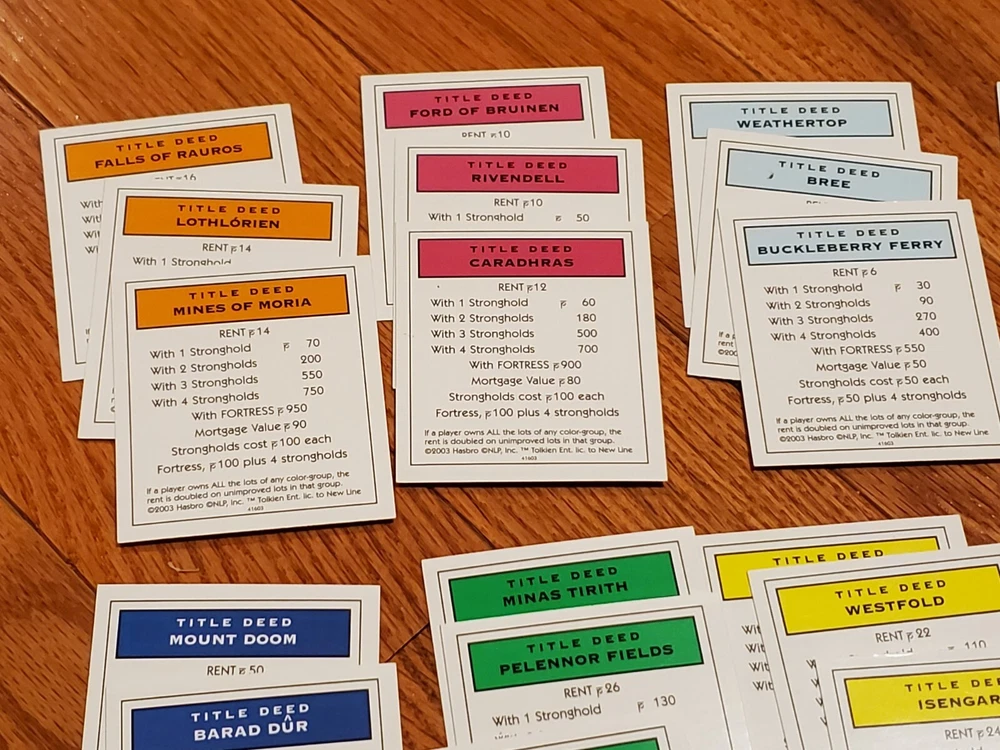 TITLE DEED
FALLS OF RAUROS
TITLE DEED
LOTHLÓRIEN
RENT 14
With 1 Stronghold
TITLE DEED
MINES OF MORIA
RENT 14
With 1 Stronghold 70
With 2 Strongholds 200
With 3 Strongholds 550
With 4 Strongholds 750
With FORTRESS 950
Mortgage Value 90
Strongholds cost 100 each
Fortress, 100 plus 4 strongholds
If a player owns ALL the lots of any color-group, the
rent is doubled on unimproved lots in that group.
©2003 Hasbro ©NLP, Inc. ™ Tolkien Ent. lic. to New Line
41603
TITLE DEED
FORD OF BRUINEN
RENT 10
TITLE DEED
RIVENDELL
RENT 10
With 1 Stronghold 50
TITLE DEED
CARADHRAS
RENT 12
With 1 Stronghold 60
With 2 Strongholds 180
With 3 Strongholds 500
With 4 Strongholds 700
With FORTRESS 900
Mortgage Value 80
Strongholds cost 100 each
Fortress, 100 plus 4 strongholds
If a player owns ALL the lots of any color-group, the
rent is doubled on unimproved lots in that group.
©2003 Hasbro ©NLP, Inc. ™ Tolkien Ent. lic. to New Line
41603
TITLE DEED
WEATHERTOP
TITLE DEED
BREE
TITLE DEED
BUCKLEBERRY FERRY
RENT 6
With 1 Stronghold 30
With 2 Strongholds 90
With 3 Strongholds 270
With 4 Strongholds 400
With FORTRESS 550
Mortgage Value 50
Strongholds cost 50 each
Fortress, 50 plus 4 strongholds
If a player owns ALL the lots of any color-group, the
rent is doubled on unimproved lots in that group.
©2003 Hasbro ©NLP, Inc. ™ Tolkien Ent. lic. to New Line
41603
TITLE DEED
MOUNT DOOM
RENT 50
TITLE DEED
BARAD DÛR
TITLE DEED
MINAS TIRITH
TITLE DEED
PELENNOR FIELDS
RENT 26
With 1 Stronghold 130
TITLE DEED
TITLE DEED
WESTFOLD
RENT 22
110
TITLE DE
ISENGAR
RENT 24